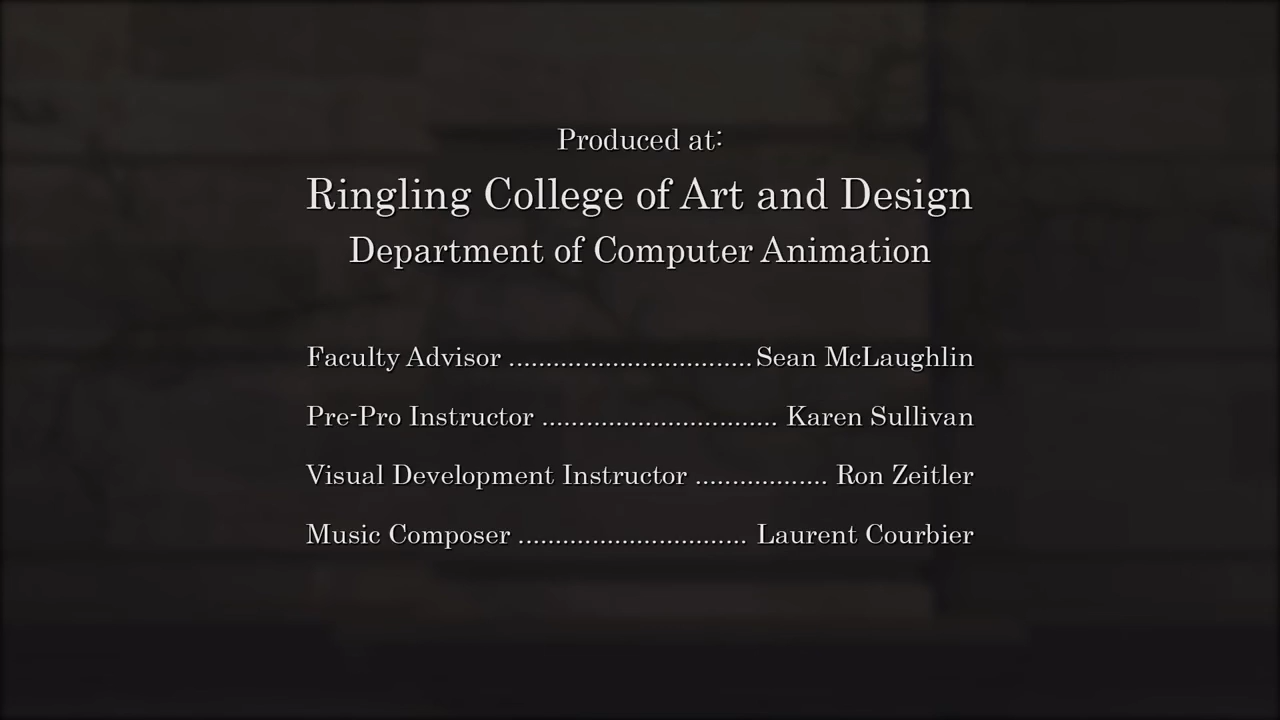 Produced at:
Ringling College of Art and Design
Department of Computer Animation
Faculty Advisor ................................. Sean McLaughlin
Pre-Pro Instructor ................................ Karen Sullivan
Visual Development Instructor .................. Ron Zeitler
Music Composer ............................... Laurent Courbier